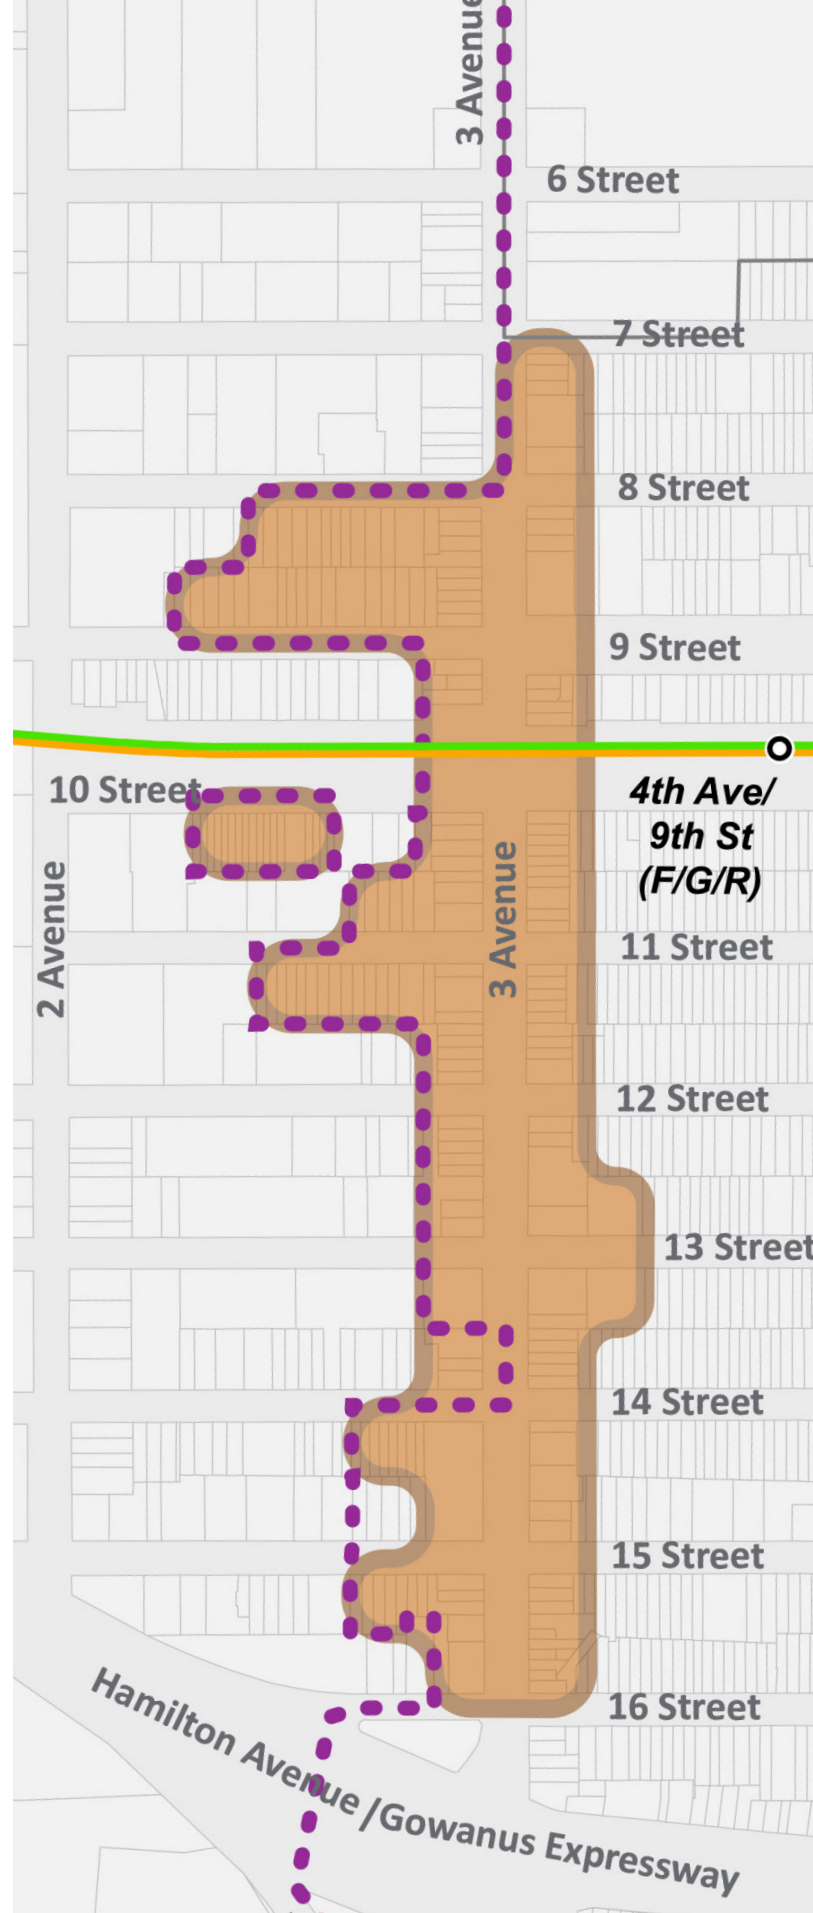 3 Avenue
6 Street
7 Street
8 Street
9 Street
10 Street
4th Ave/
9th St
(F/G/R)
2 Avenue
3 Avenue
11 Street
12 Street
13 Street
14 Street
15 Street
16 Street
Hamilton Avenue /Gowanus Expressway